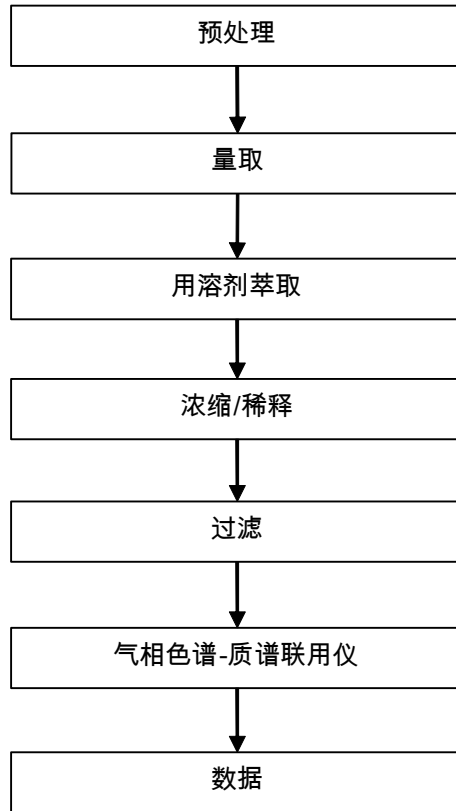 预处理
量取
用溶剂萃取
浓缩/稀释
过滤
气相色谱-质谱联用仪
数据